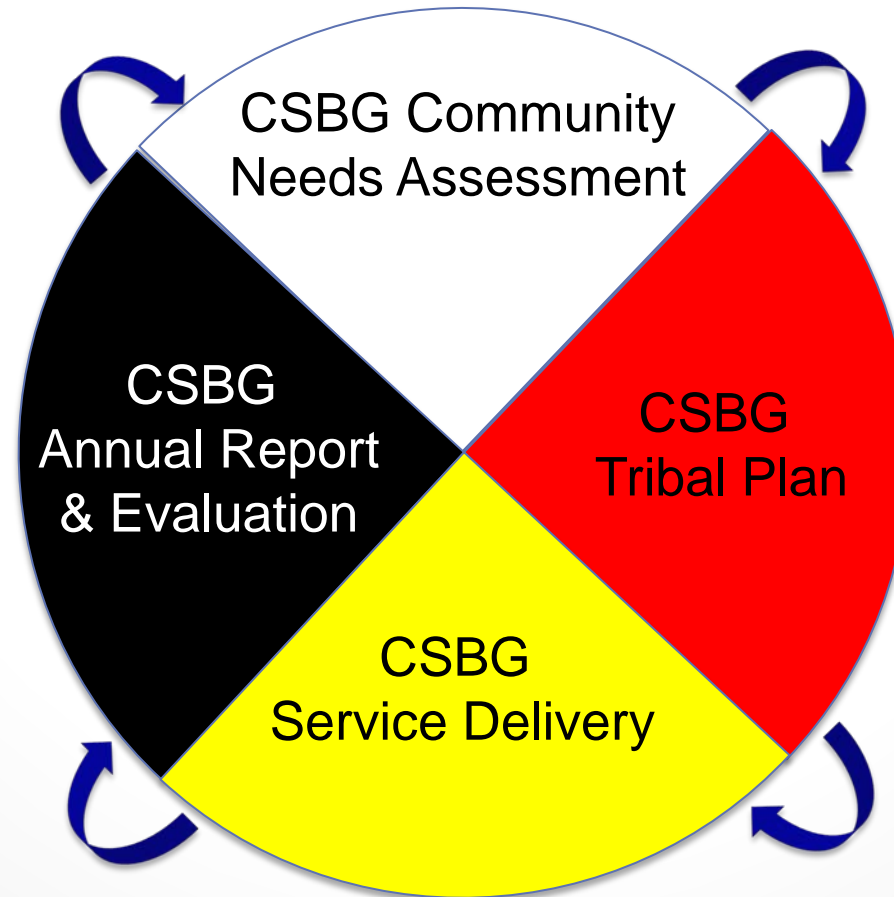 CSBG Community
Needs Assessment
CSBG
Tribal Plan
CSBG
Service Delivery
CSBG
Annual Report
& Evaluation